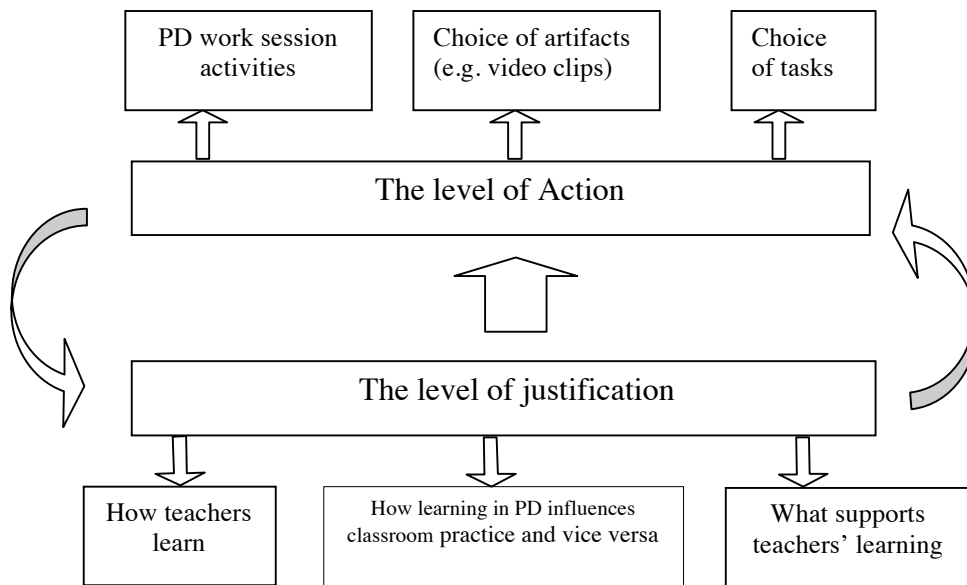 PD work session
activities
Choice of artifacts
(e.g. video clips)
Choice
of tasks
The level of Action
The level of justification
How teachers
learn
How learning in PD influences
classroom practice and vice versa
What supports
teachers’ learning